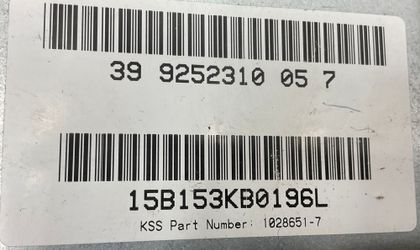 39 9252310 05 7
15B153KB0196L
KSS Part Number: 1028651-7